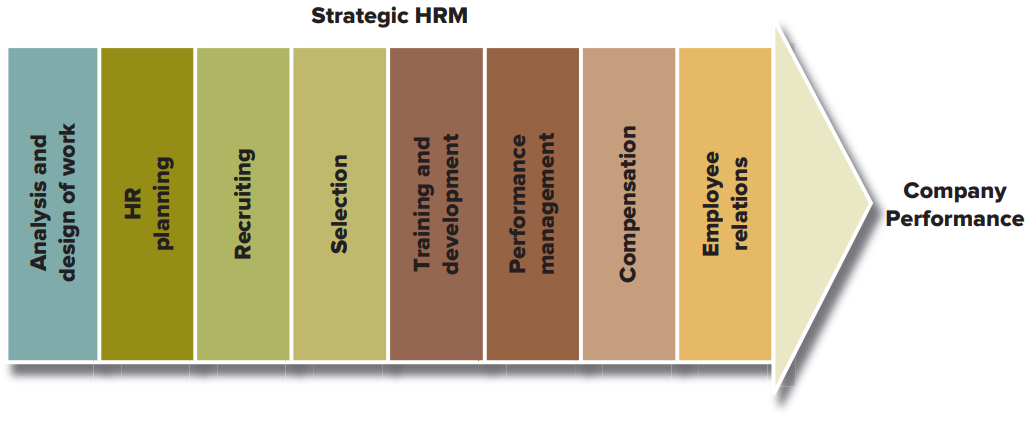 Strategic HRM
Analysis and
design of work
HR
planning
Recruiting
Selection
Training and
development
Performance
management
Compensation
Employee
relations
Company
Performance